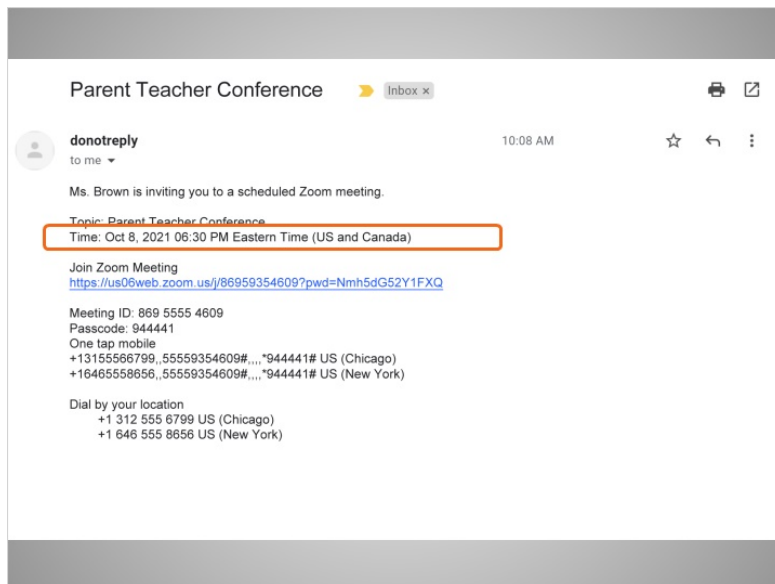 Parent Teacher Conference Inbox ×
donotreply 10:08 AM
to me
Ms. Brown is inviting you to a scheduled Zoom meeting.
Topic: Parent Teacher Conference
Time: Oct 8, 2021 06:30 PM Eastern Time (US and Canada)
Join Zoom Meeting
https://us06web.zoom.us/j/86959354609?pwd=Nmh5dG52Y1FXQ
Meeting ID: 869 5555 4609
Passcode: 944441
One tap mobile
+13155566799,,55559354609#,,,,*944441# US (Chicago)
+16465558656,,55559354609#,,,,*944441# US (New York)
Dial by your location
+1 312 555 6799 US (Chicago)
+1 646 555 8656 US (New York)